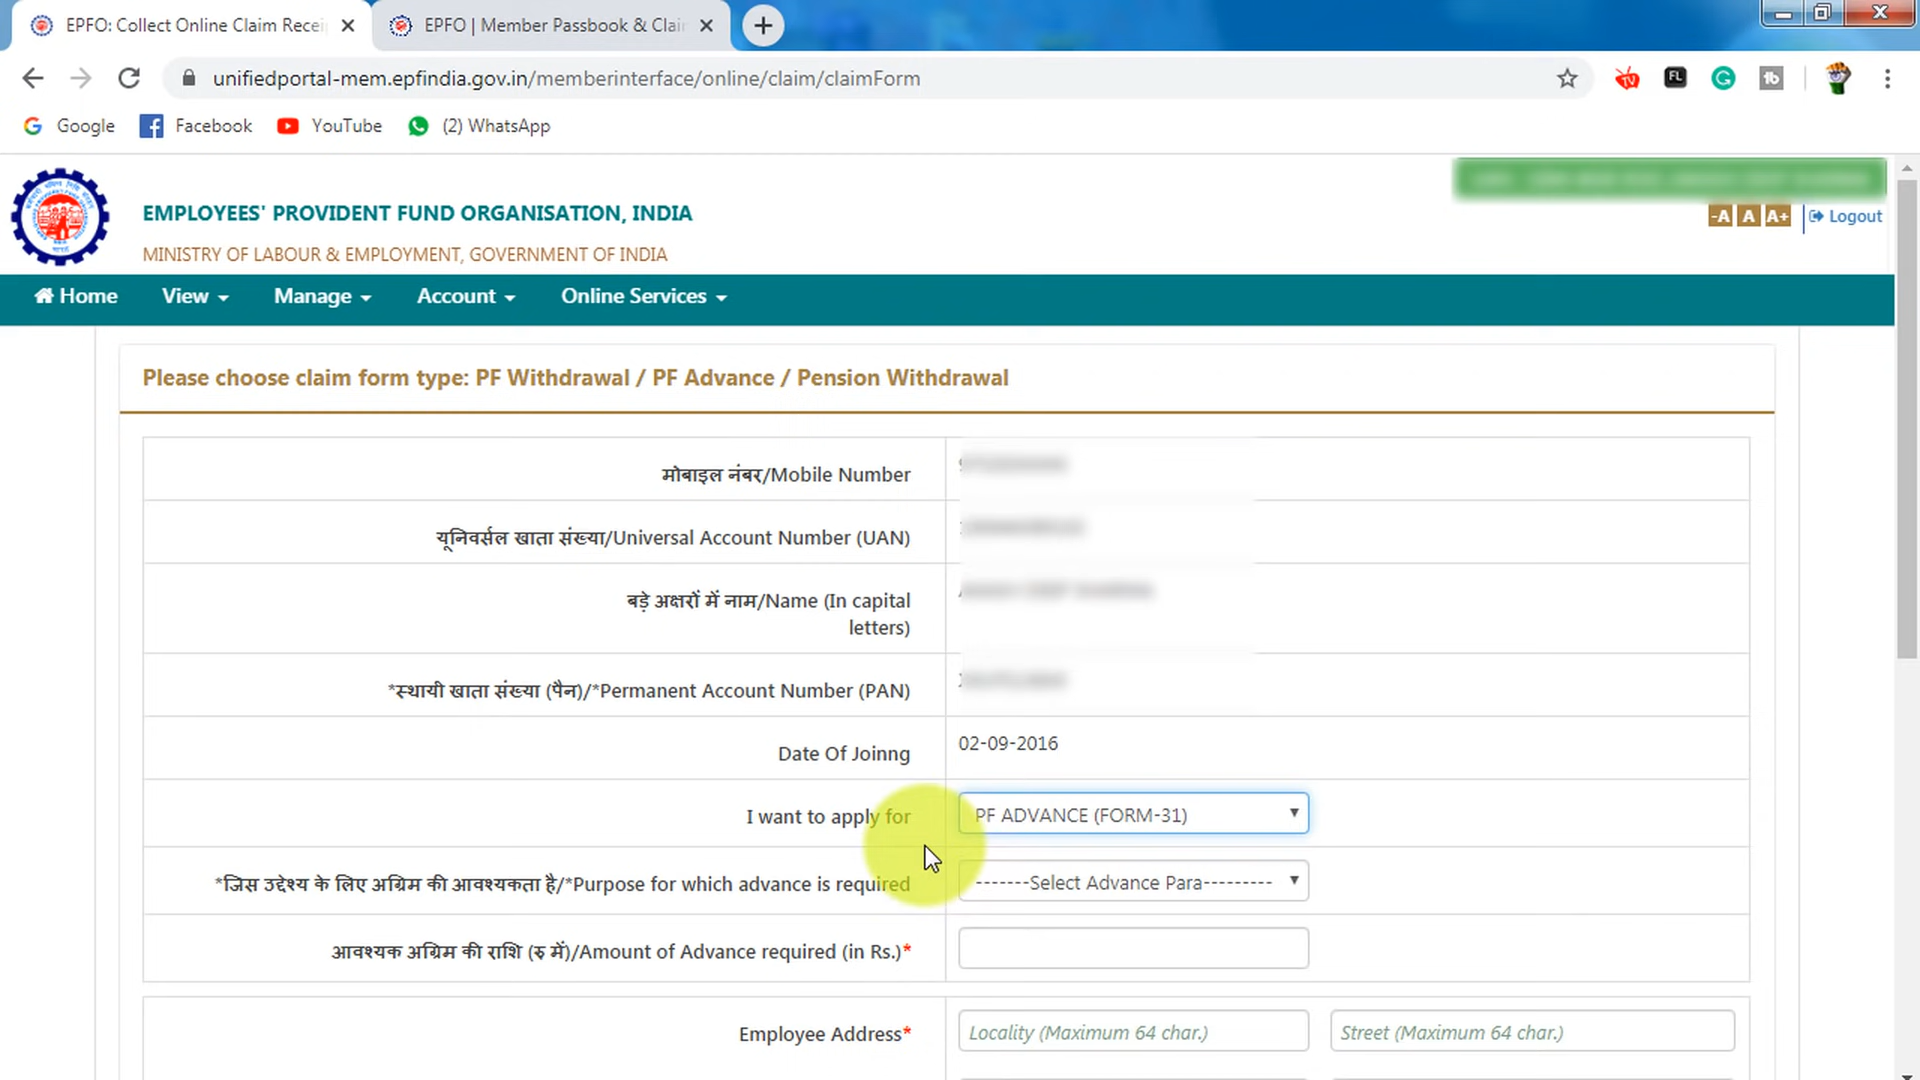 EPFO: Collect Online Claim Recei
EPFO | Member Passbook & Clai
unifiedportal-mem.epfindia.gov.in/memberinterface/online/claim/claimForm
Google Facebook YouTube (2) WhatsApp
EMPLOYEES' PROVIDENT FUND ORGANISATION, INDIA
MINISTRY OF LABOUR & EMPLOYMENT, GOVERNMENT OF INDIA
-A A A+ Logout
Home View Manage Account Online Services
Please choose claim form type: PF Withdrawal / PF Advance / Pension Withdrawal
मोबाइल नंबर/Mobile Number
यूनिवर्सल खाता संख्या/Universal Account Number (UAN)
बड़े अक्षरों में नाम/Name (In capital
letters)
*स्थायी खाता संख्या (पैन)/*Permanent Account Number (PAN)
Date Of Joinng 02-09-2016
I want to apply for PF ADVANCE (FORM-31)
*जिस उद्देश्य के लिए अग्रिम की आवश्यकता है/*Purpose for which advance is required -------Select Advance Para---------
आवश्यक अग्रिम की राशि (रु में)/Amount of Advance required (in Rs.)*
Employee Address* Locality (Maximum 64 char.) Street (Maximum 64 char.)